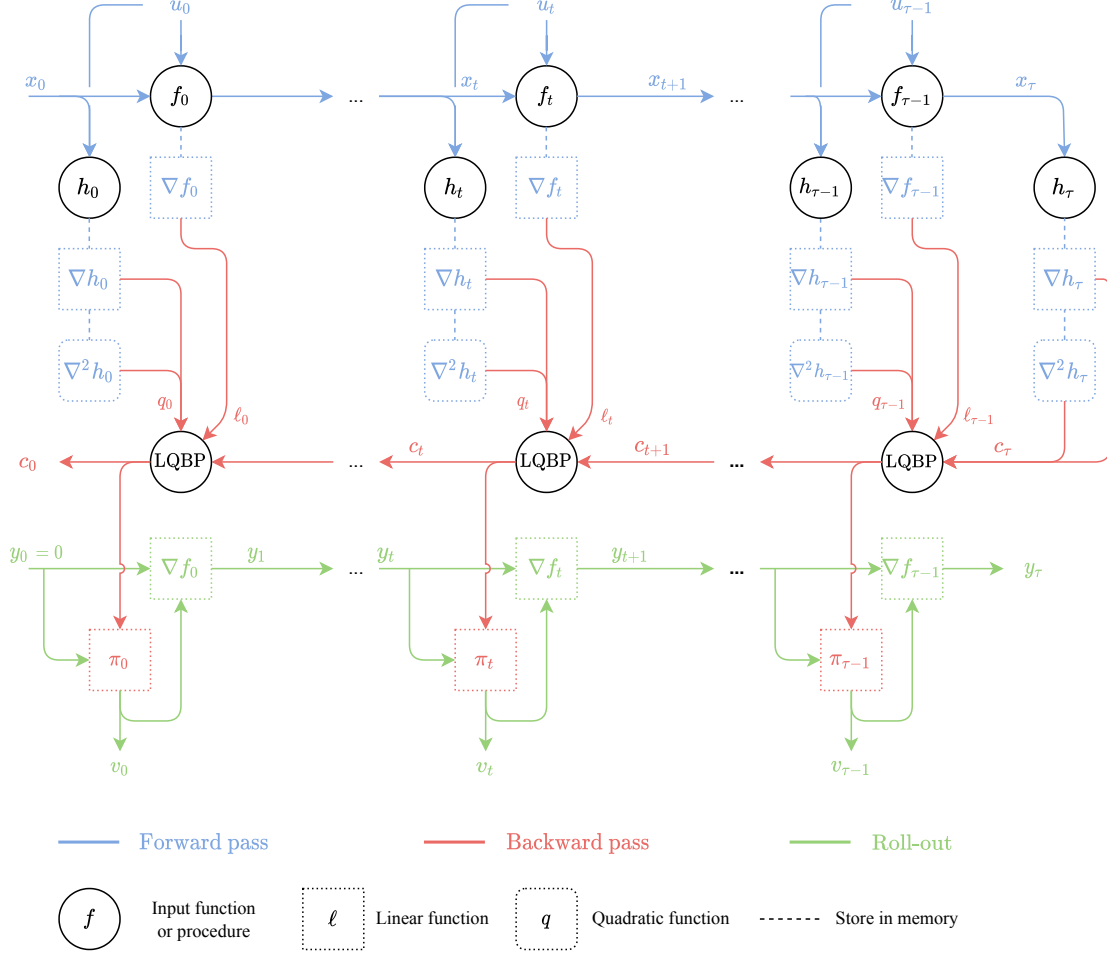 u_0 u_t u_{τ−1}
x_0 f_0 ... x_t f_t x_{t+1} ... f_{τ−1} x_τ
h_0 ∇f_0 h_t ∇f_t h_{τ−1} ∇f_{τ−1} h_τ
∇h_0 ∇h_t ∇h_{τ−1} ∇h_τ
∇²h_0 ∇²h_t ∇²h_{τ−1} ∇²h_τ
q_0 ℓ_0 q_t ℓ_t q_{τ−1} ℓ_{τ−1}
c_0 LQBP ... c_t LQBP c_{t+1} ... LQBP c_τ
y_0 = 0 ∇f_0 y_1 ... y_t ∇f_t y_{t+1} ... ∇f_{τ−1} y_τ
π_0 π_t π_{τ−1}
v_0 v_t v_{τ−1}
Forward pass Backward pass Roll-out
f Input function
or procedure
ℓ Linear function
q Quadratic function
Store in memory